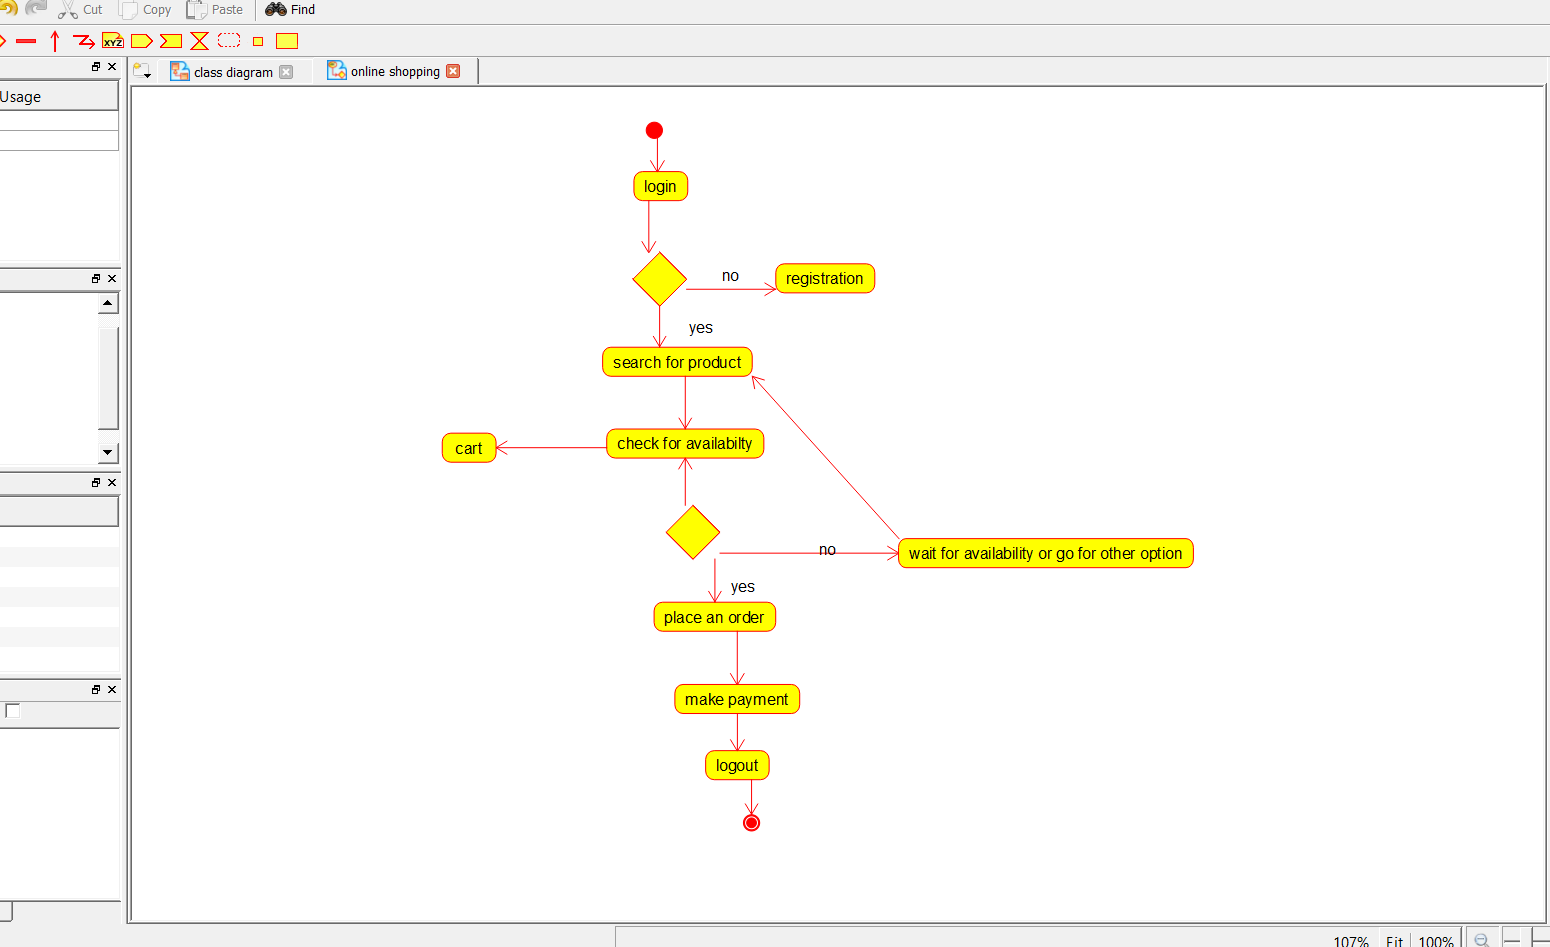 Cut Copy Paste Find
XYZ
class diagram online shopping
Usage
login
no
registration
yes
search for product
check for availabilty
cart
no
wait for availability or go for other option
yes
place an order
make payment
logout
107% Fit 100%